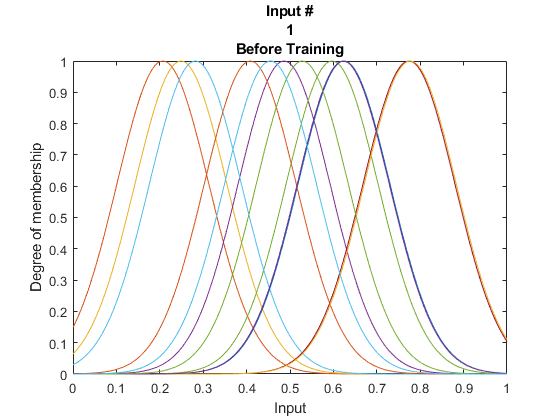 Input #
1
Before Training
1
0.9
0.8
0.7
0.6
0.5
0.4
0.3
0.2
0.1
0
Degree of membership
0 0.1 0.2 0.3 0.4 0.5 0.6 0.7 0.8 0.9 1
Input